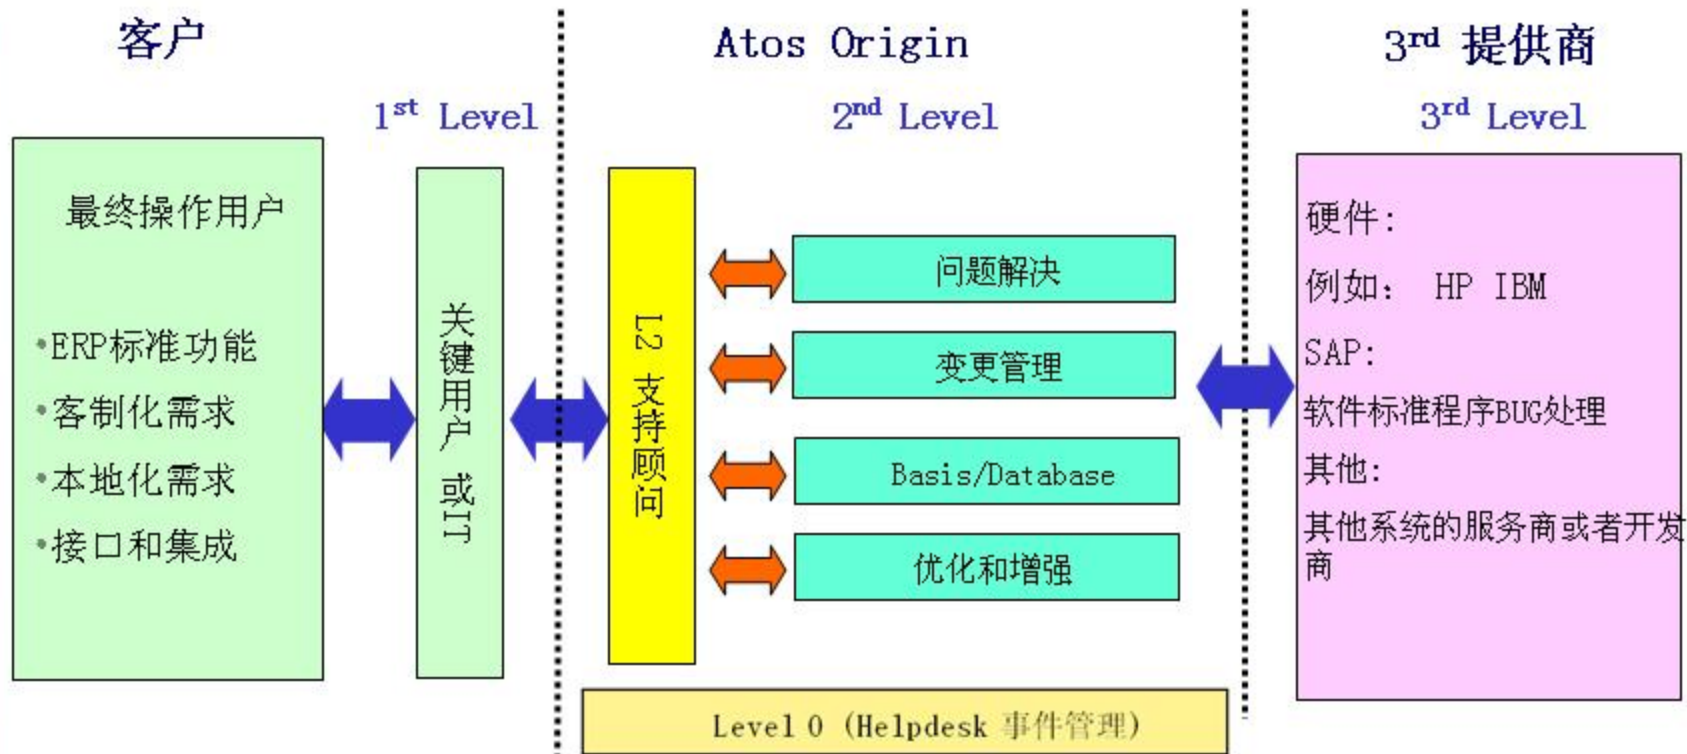 客户
Atos Origin
3rd 提供商
1st Level
2nd Level
3rd Level
最终操作用户
•ERP标准功能
•客制化需求
•本地化需求
•接口和集成
关键用户 或IT
L2 支持顾问
问题解决
变更管理
Basis/Database
优化和增强
硬件:
例如： HP IBM
SAP:
软件标准程序BUG处理
其他:
其他系统的服务商或者开发
商
Level 0 (Helpdesk 事件管理)